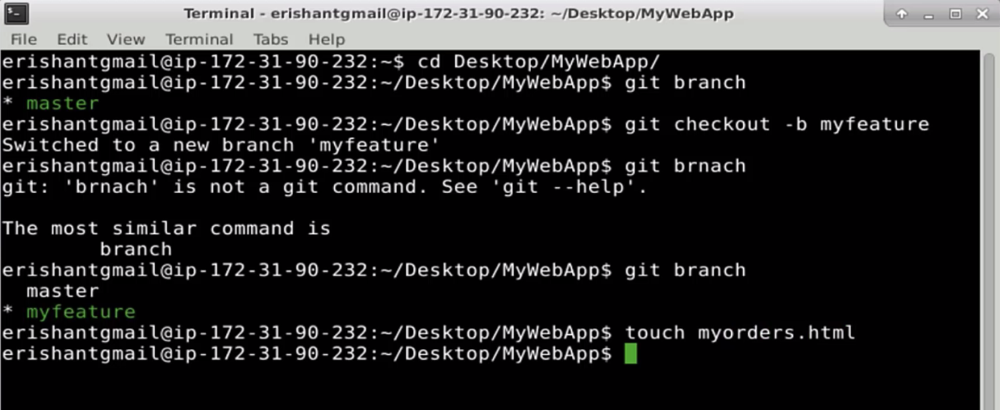 Terminal - erishantgmail@ip-172-31-90-232: ~/Desktop/MyWebApp
File Edit View Terminal Tabs Help
erishantgmail@ip-172-31-90-232:~$ cd Desktop/MyWebApp/
erishantgmail@ip-172-31-90-232:~/Desktop/MyWebApp$ git branch
* master
erishantgmail@ip-172-31-90-232:~/Desktop/MyWebApp$ git checkout -b myfeature
Switched to a new branch 'myfeature'
erishantgmail@ip-172-31-90-232:~/Desktop/MyWebApp$ git brnach
git: 'brnach' is not a git command. See 'git --help'.

The most similar command is
        branch
erishantgmail@ip-172-31-90-232:~/Desktop/MyWebApp$ git branch
  master
* myfeature
erishantgmail@ip-172-31-90-232:~/Desktop/MyWebApp$ touch myorders.html
erishantgmail@ip-172-31-90-232:~/Desktop/MyWebApp$